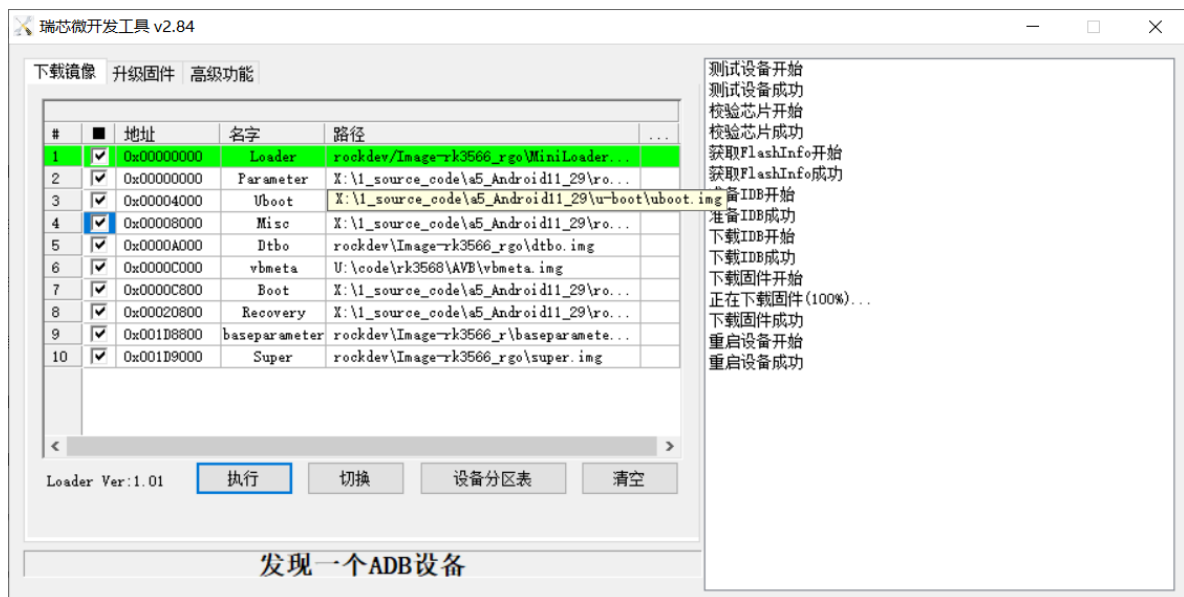 瑞芯微开发工具 v2.84
下载镜像 升级固件 高级功能
# 地址 名字 路径 ...
1 0x00000000 Loader rockdev/Image-rk3566_rgo\MiniLoader...
2 0x00000000 Parameter X:\1_source_code\a5_Android11_29\ro...
3 0x00004000 Uboot X:\1_source_code\a5_Android11_29\u-boot\uboot.img
4 0x00008000 Misc X:\1_source_code\a5_Android11_29\ro...
5 0x0000A000 Dtbo rockdev\Image-rk3566_rgo\dtbo.img
6 0x0000C000 vbmeta U:\code\rk3568\AVB\vbmeta.img
7 0x0000C800 Boot X:\1_source_code\a5_Android11_29\ro...
8 0x00020800 Recovery X:\1_source_code\a5_Android11_29\ro...
9 0x001D8800 baseparameter rockdev\Image-rk3566_r\baseparamete...
10 0x001D9000 Super rockdev\Image-rk3566_rgo\super.img
Loader Ver:1.01 执行 切换 设备分区表 清空
发现一个ADB设备
测试设备开始
测试设备成功
校验芯片开始
校验芯片成功
获取FlashInfo开始
获取FlashInfo成功
备IDB开始
准备IDB成功
下载IDB开始
下载IDB成功
下载固件开始
正在下载固件(100%)...
下载固件成功
重启设备开始
重启设备成功